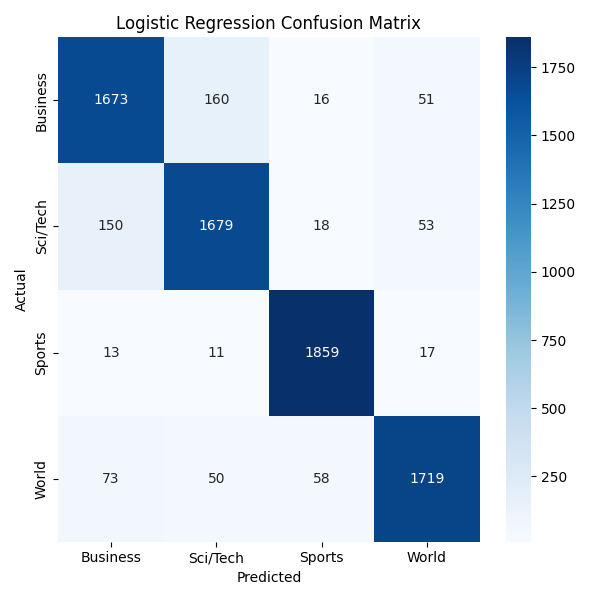 Logistic Regression Confusion Matrix
Business 1673 160 16 51
Sci/Tech 150 1679 18 53
Sports 13 11 1859 17
World 73 50 58 1719
Business Sci/Tech Sports World
Predicted
Actual
1750
1500
1250
1000
750
500
250